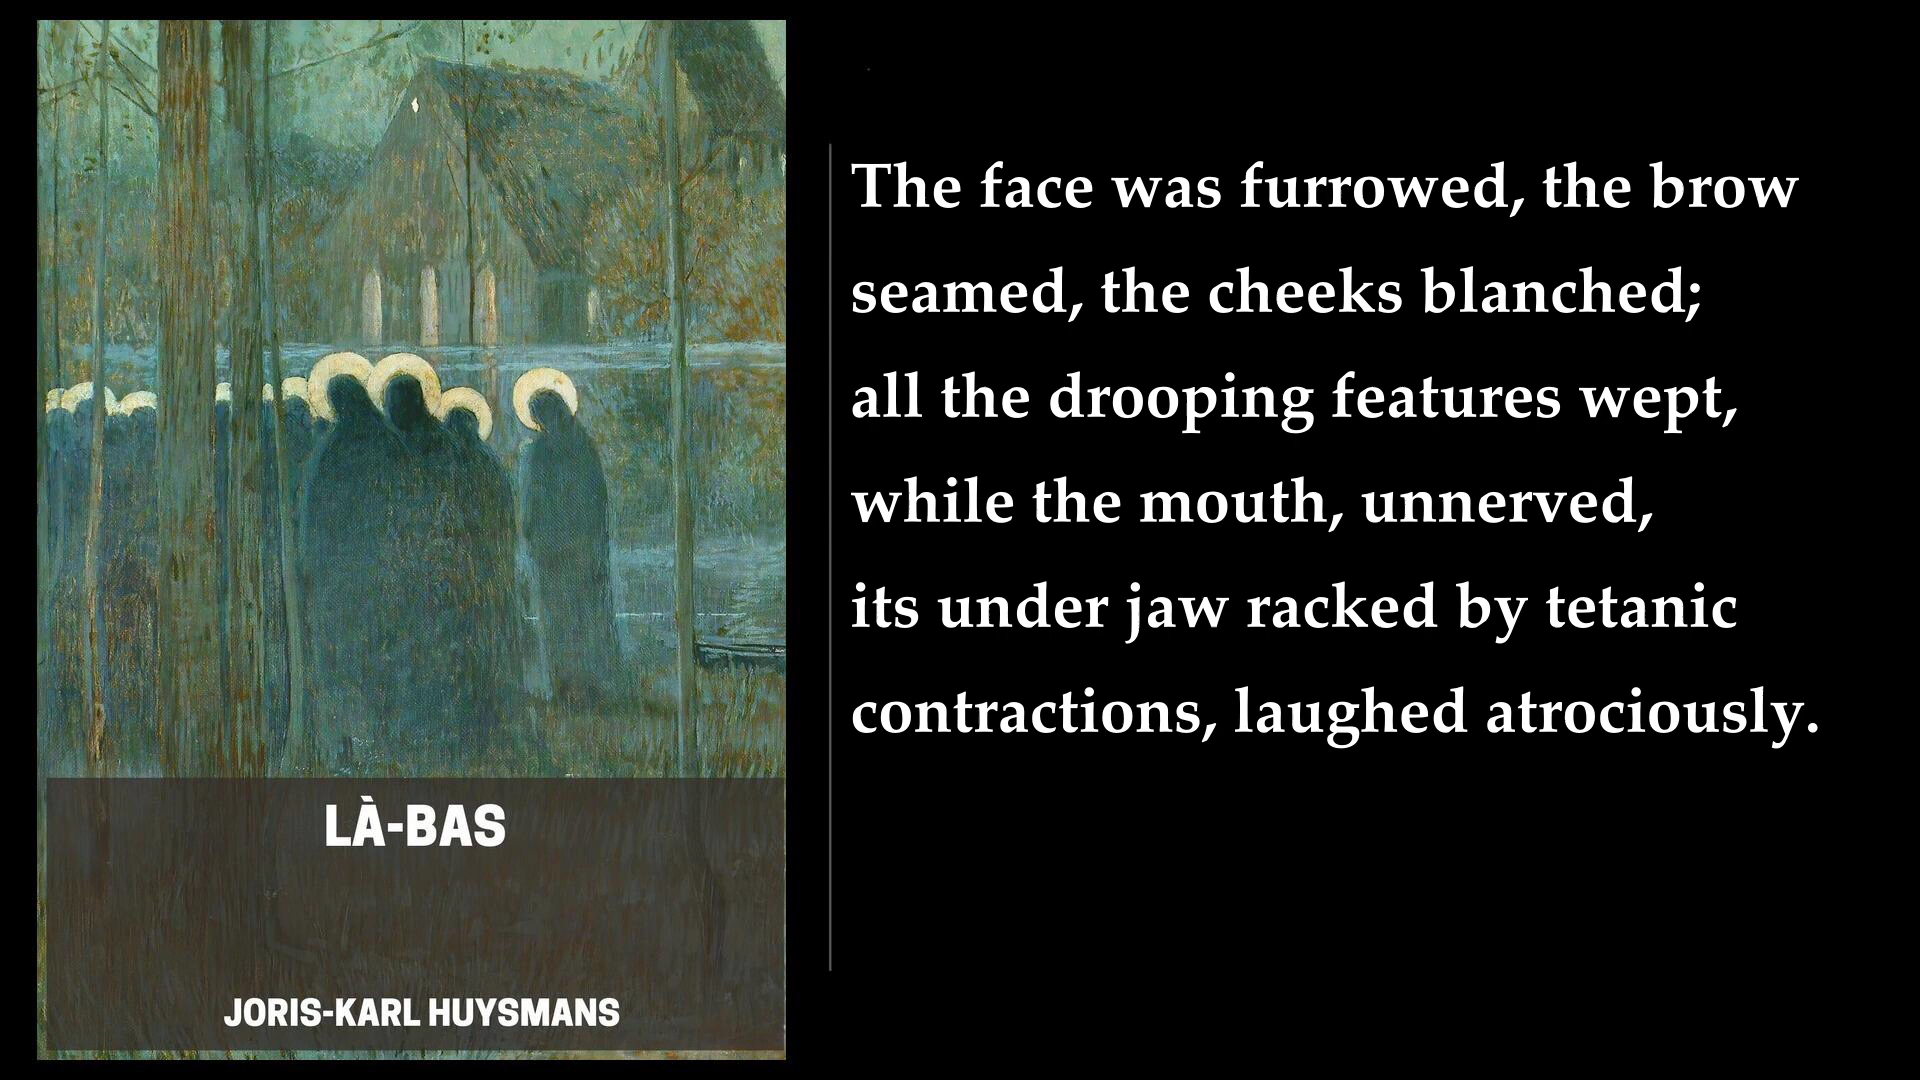 The face was furrowed, the brow
seamed, the cheeks blanched;
all the drooping features wept,
while the mouth, unnerved,
its under jaw racked by tetanic
contractions, laughed atrociously.
LÀ-BAS
JORIS-KARL HUYSMANS